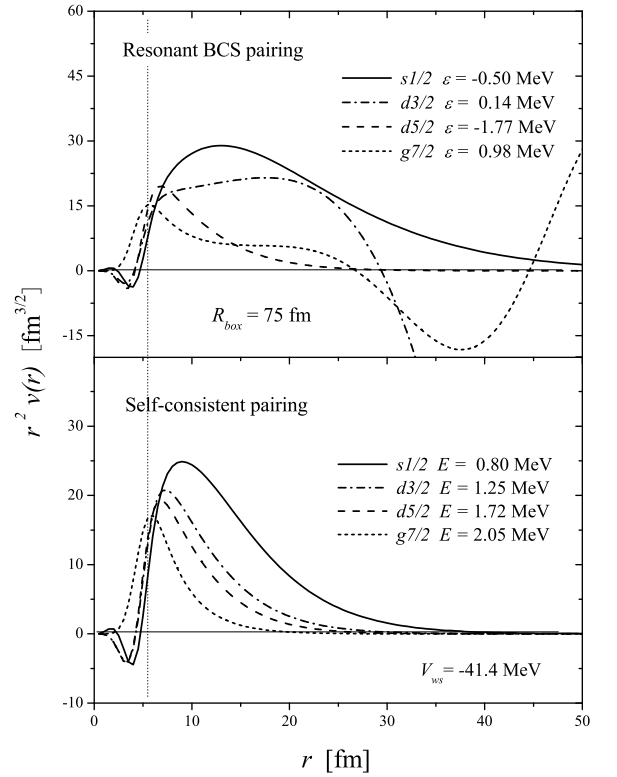 60
Resonant BCS pairing
s1/2 ε = -0.50 MeV
45
d3/2 ε = 0.14 MeV
d5/2 ε = -1.77 MeV
30
g7/2 ε = 0.98 MeV
15
0
R_box = 75 fm
-15
r² v(r) [fm^3/2]
Self-consistent pairing
30
s1/2 E = 0.80 MeV
d3/2 E = 1.25 MeV
20
d5/2 E = 1.72 MeV
g7/2 E = 2.05 MeV
10
0
V_ws = -41.4 MeV
-10
0 10 20 30 40 50
r [fm]